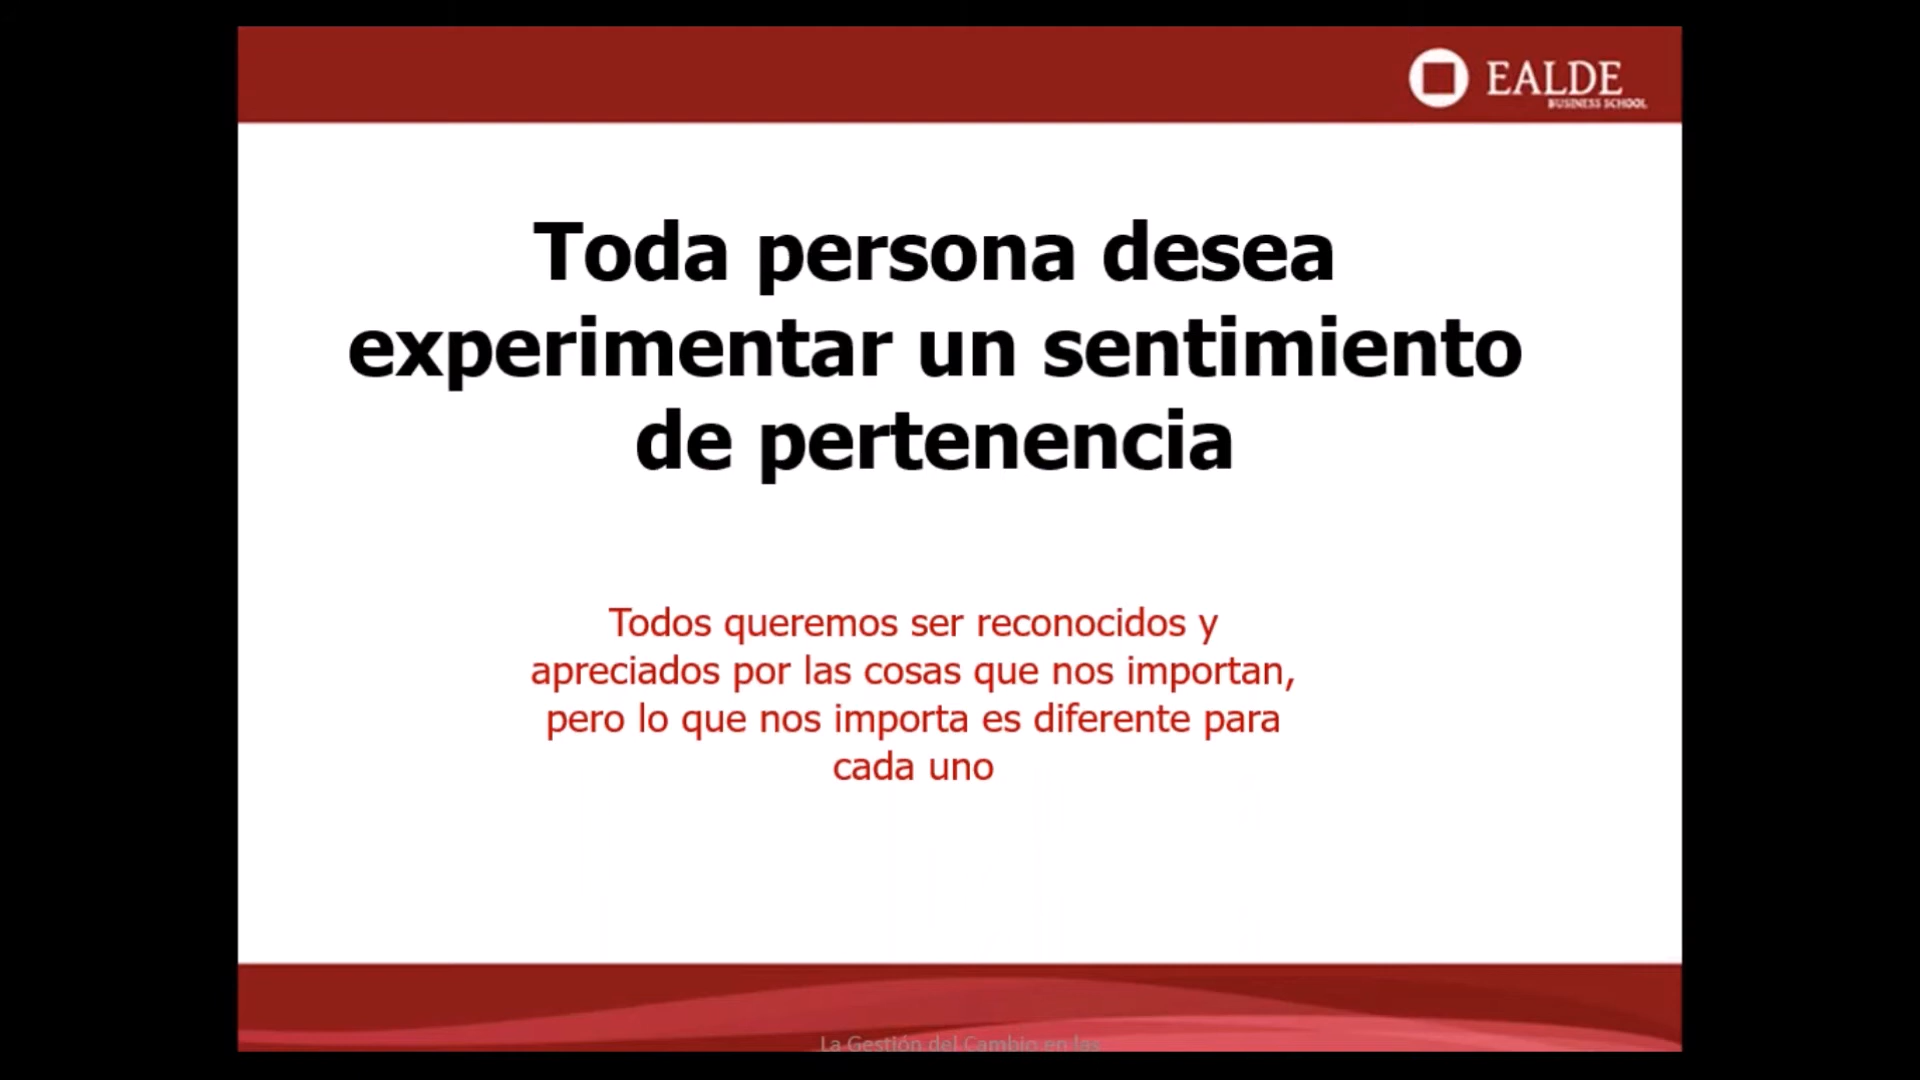 EALDE
BUSINESS SCHOOL
Toda persona desea
experimentar un sentimiento
de pertenencia
Todos queremos ser reconocidos y
apreciados por las cosas que nos importan,
pero lo que nos importa es diferente para
cada uno
La Gestión del Cambio en las